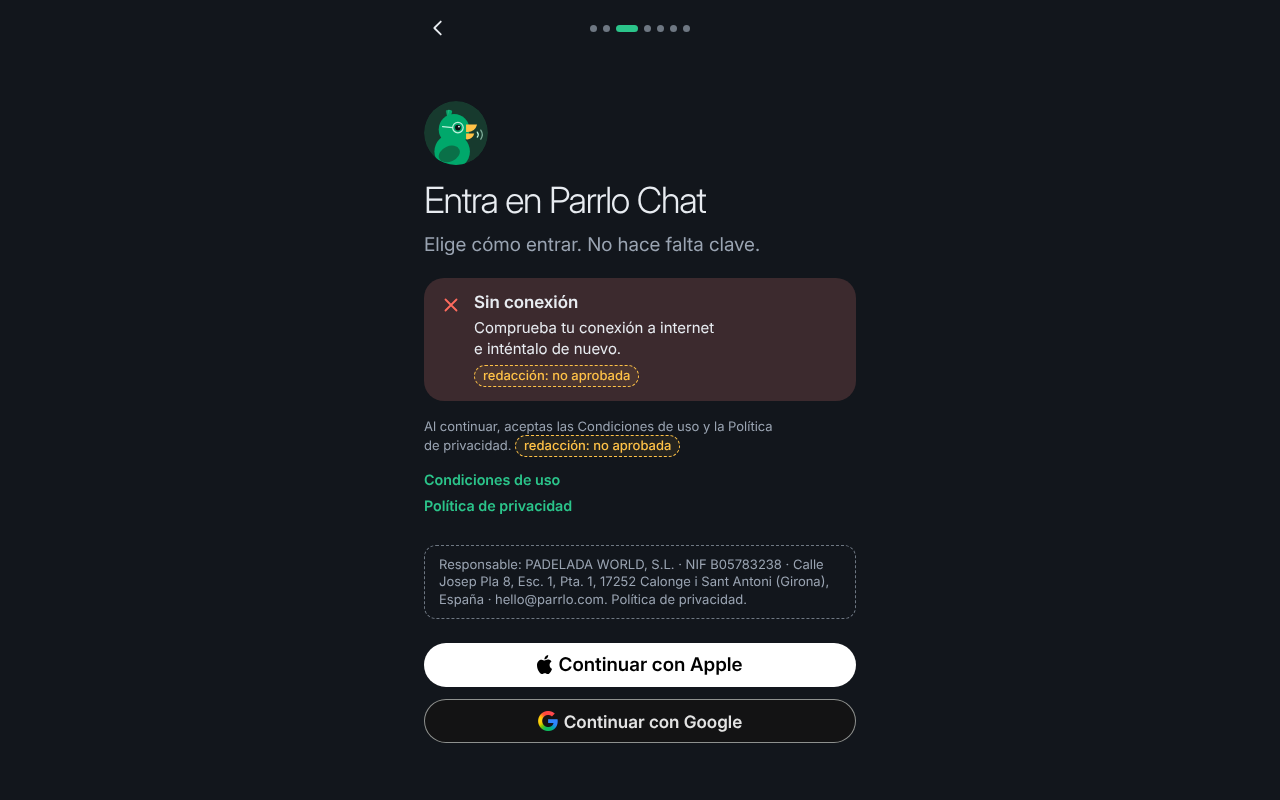 Entra en Parrlo Chat
Elige cómo entrar. No hace falta clave.
Sin conexión
Comprueba tu conexión a internet
e inténtalo de nuevo.
redacción: no aprobada
Al continuar, aceptas las Condiciones de uso y la Política
de privacidad. redacción: no aprobada
Condiciones de uso
Política de privacidad
Responsable: PADELADA WORLD, S.L. · NIF B05783238 · Calle
Josep Pla 8, Esc. 1, Pta. 1, 17252 Calonge i Sant Antoni (Girona),
España · hello@parrlo.com. Política de privacidad.
Continuar con Apple
Continuar con Google